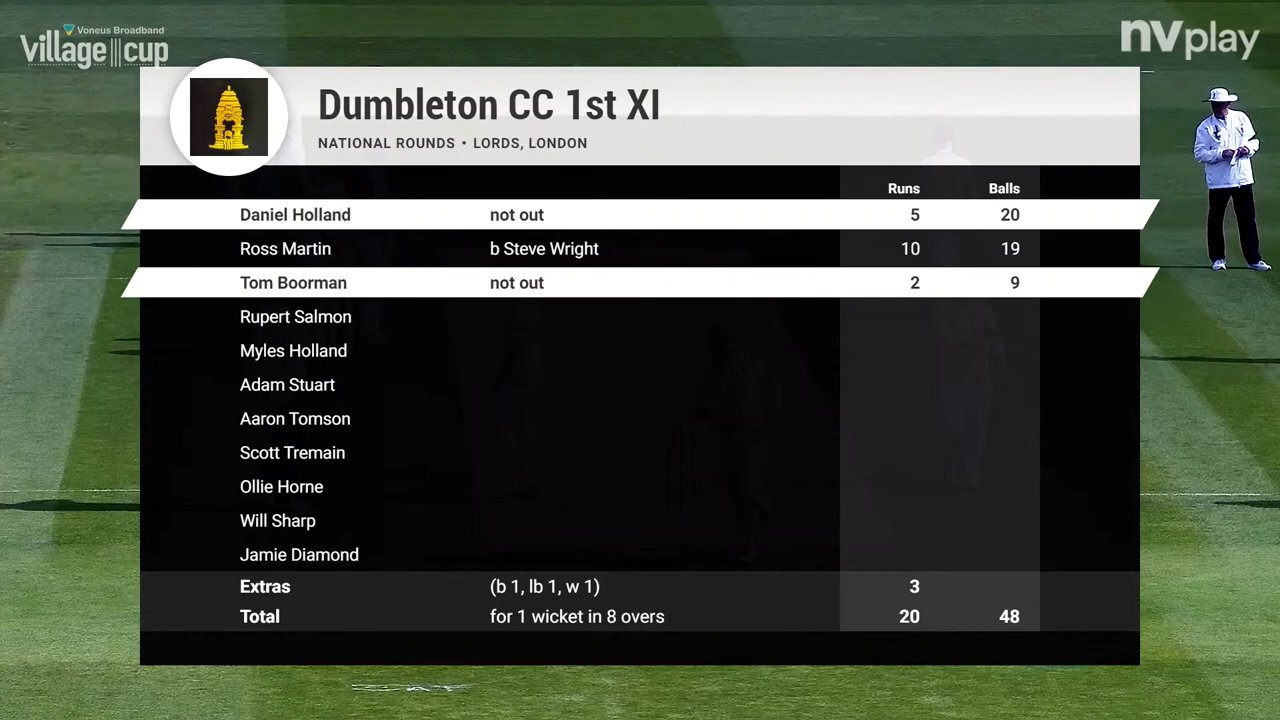 Voneus Broadband
Village cup
nvplay
Dumbleton CC 1st XI
NATIONAL ROUNDS • LORDS, LONDON
Runs Balls
Daniel Holland not out 5 20
Ross Martin b Steve Wright 10 19
Tom Boorman not out 2 9
Rupert Salmon
Myles Holland
Adam Stuart
Aaron Tomson
Scott Tremain
Ollie Horne
Will Sharp
Jamie Diamond
Extras (b 1, lb 1, w 1) 3
Total for 1 wicket in 8 overs 20 48